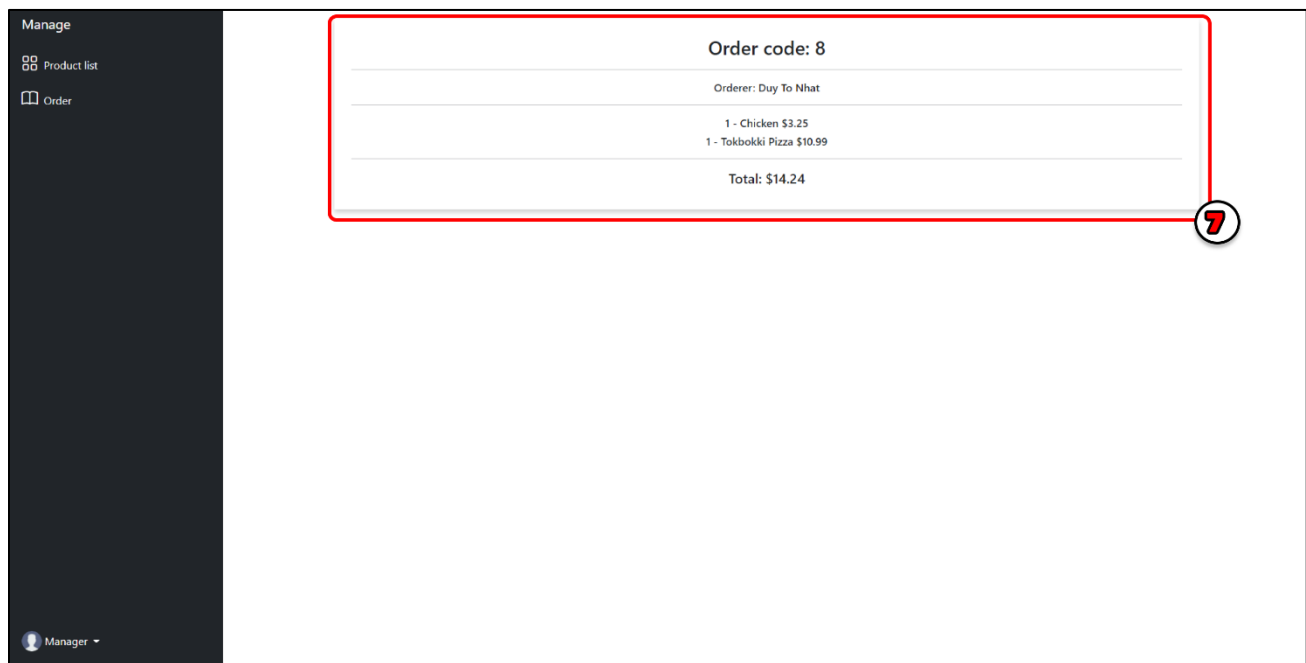 Manage
Product list
Order
Order code: 8
Orderer: Duy To Nhat
1 - Chicken $3.25
1 - Tokbokki Pizza $10.99
Total: $14.24
7
Manager